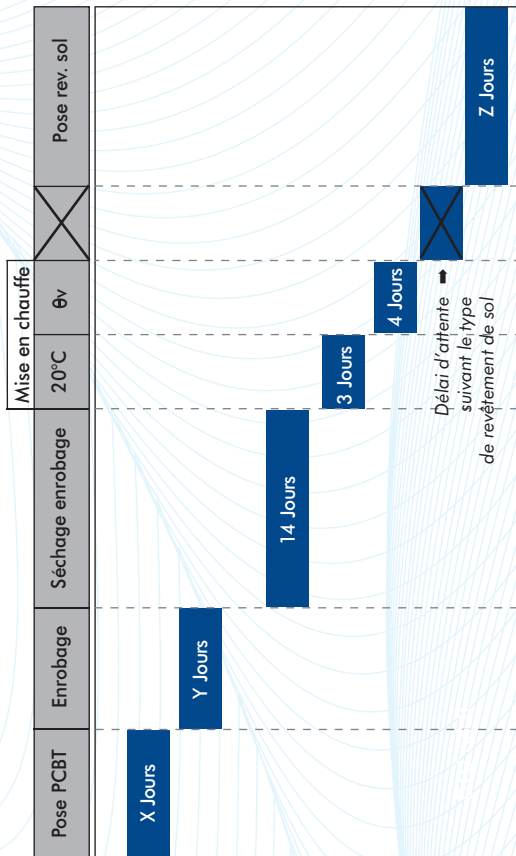 Mise en chauffe
Pose PCBT
Enrobage
Séchage enrobage
20°C
θv
Pose rev. sol
X Jours
Y Jours
14 Jours
3 Jours
4 Jours
Délai d'attente ➡
suivant le type
de revêtement de sol
Z Jours